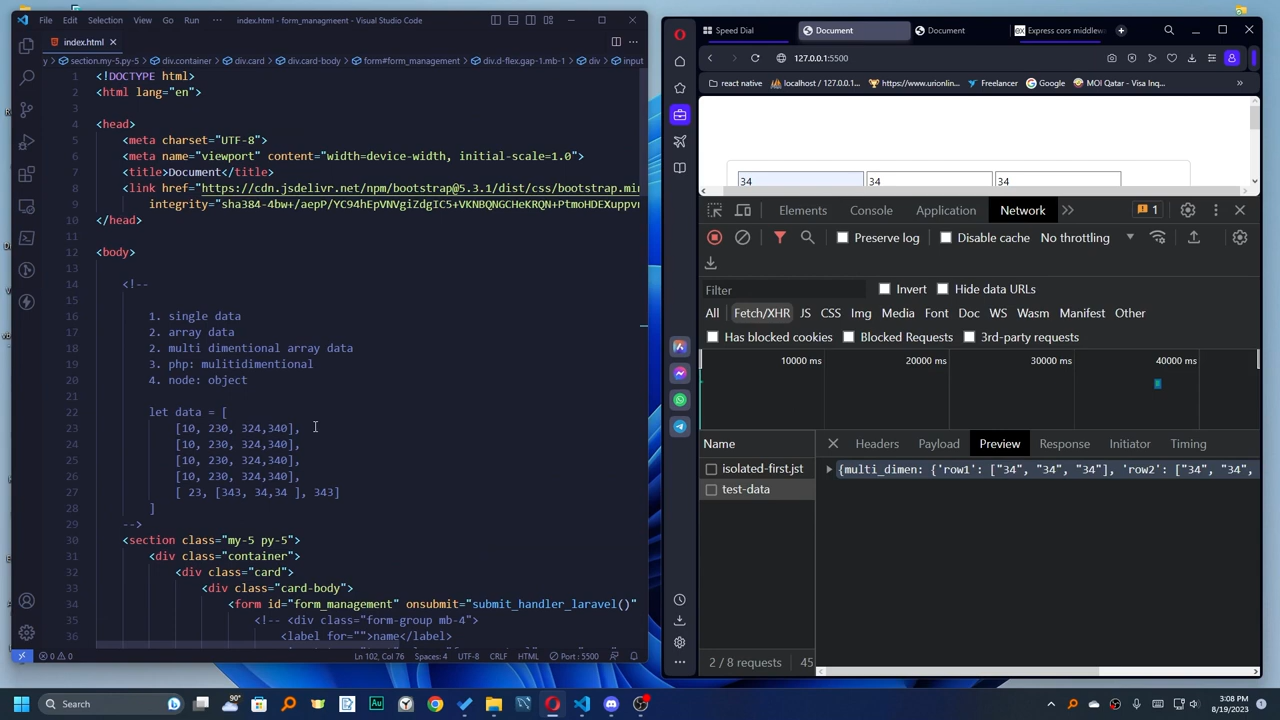 File Edit Selection View Go Run ··· index.html - form_managmeent - Visual Studio Code
index.html
y section.my-5.py-5 div.container div.card div.card-body form#form_management div.d-flex.gap-1.mb-1 div input
1 <!DOCTYPE html>
2 <html lang="en">
3
4 <head>
5 <meta charset="UTF-8">
6 <meta name="viewport" content="width=device-width, initial-scale=1.0">
7 <title>Document</title>
8 <link href="https://cdn.jsdelivr.net/npm/bootstrap@5.3.1/dist/css/bootstrap.min
9 integrity="sha384-4bw+/aepP/YC94hEpVNVgiZdgIC5+VKNBQNGCHeKRQN+PtmoHDEXuppvn
10 </head>
11
12 <body>
13
14 <!--
15
16 1. single data
17 2. array data
18 2. multi dimentional array data
19 3. php: mulitidimentional
20 4. node: object
21
22 let data = [
23 [10, 230, 324,340],
24 [10, 230, 324,340],
25 [10, 230, 324,340],
26 [10, 230, 324,340],
27 [ 23, [343, 34,34 ], 343]
28 ]
29 -->
30 <section class="my-5 py-5">
31 <div class="container">
32 <div class="card">
33 <div class="card-body">
34 <form id="form_management" onsubmit="submit_handler_laravel()"
35 <!-- <div class="form-group mb-4">
36 <label for="">name</label>
0 0 Ln 102, Col 76 Spaces: 4 UTF-8 CRLF HTML Port : 5500
Speed Dial Document Document Express cors middlew
127.0.0.1:5500
react native localhost / 127.0.0.1... https://www.urionlin... Freelancer Google MOI Qatar - Visa Inq... »
34 34 34
Elements Console Application Network » 1
Preserve log Disable cache No throttling
Filter Invert Hide data URLs
All Fetch/XHR JS CSS Img Media Font Doc WS Wasm Manifest Other
Has blocked cookies Blocked Requests 3rd-party requests
10000 ms 20000 ms 30000 ms 40000 ms
Name Headers Payload Preview Response Initiator Timing
isolated-first.jst {multi_dimen: {'row1': ["34", "34", "34"], 'row2': ["34", "34",
test-data
2 / 8 requests 45
Search 90° 3:08 PM
8/19/2023